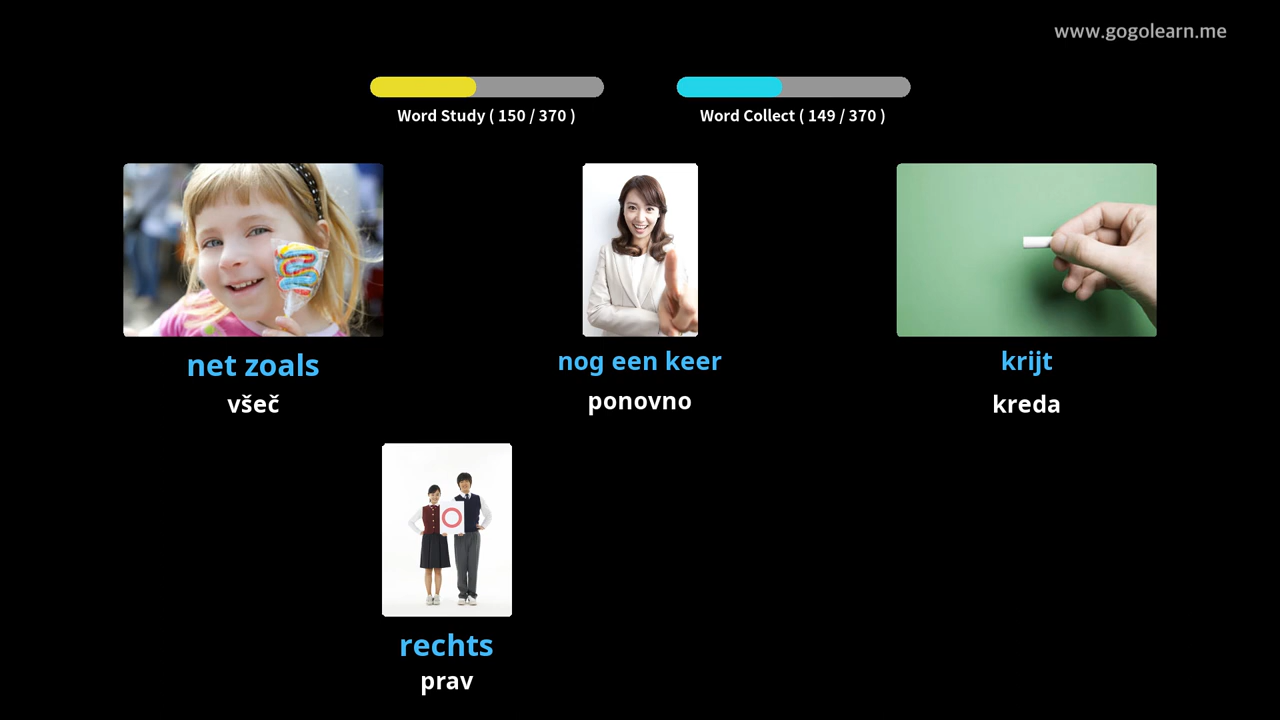 www.gogolearn.me
Word Study ( 150 / 370 )
Word Collect ( 149 / 370 )
net zoals
všeč
nog een keer
ponovno
krijt
kreda
rechts
prav